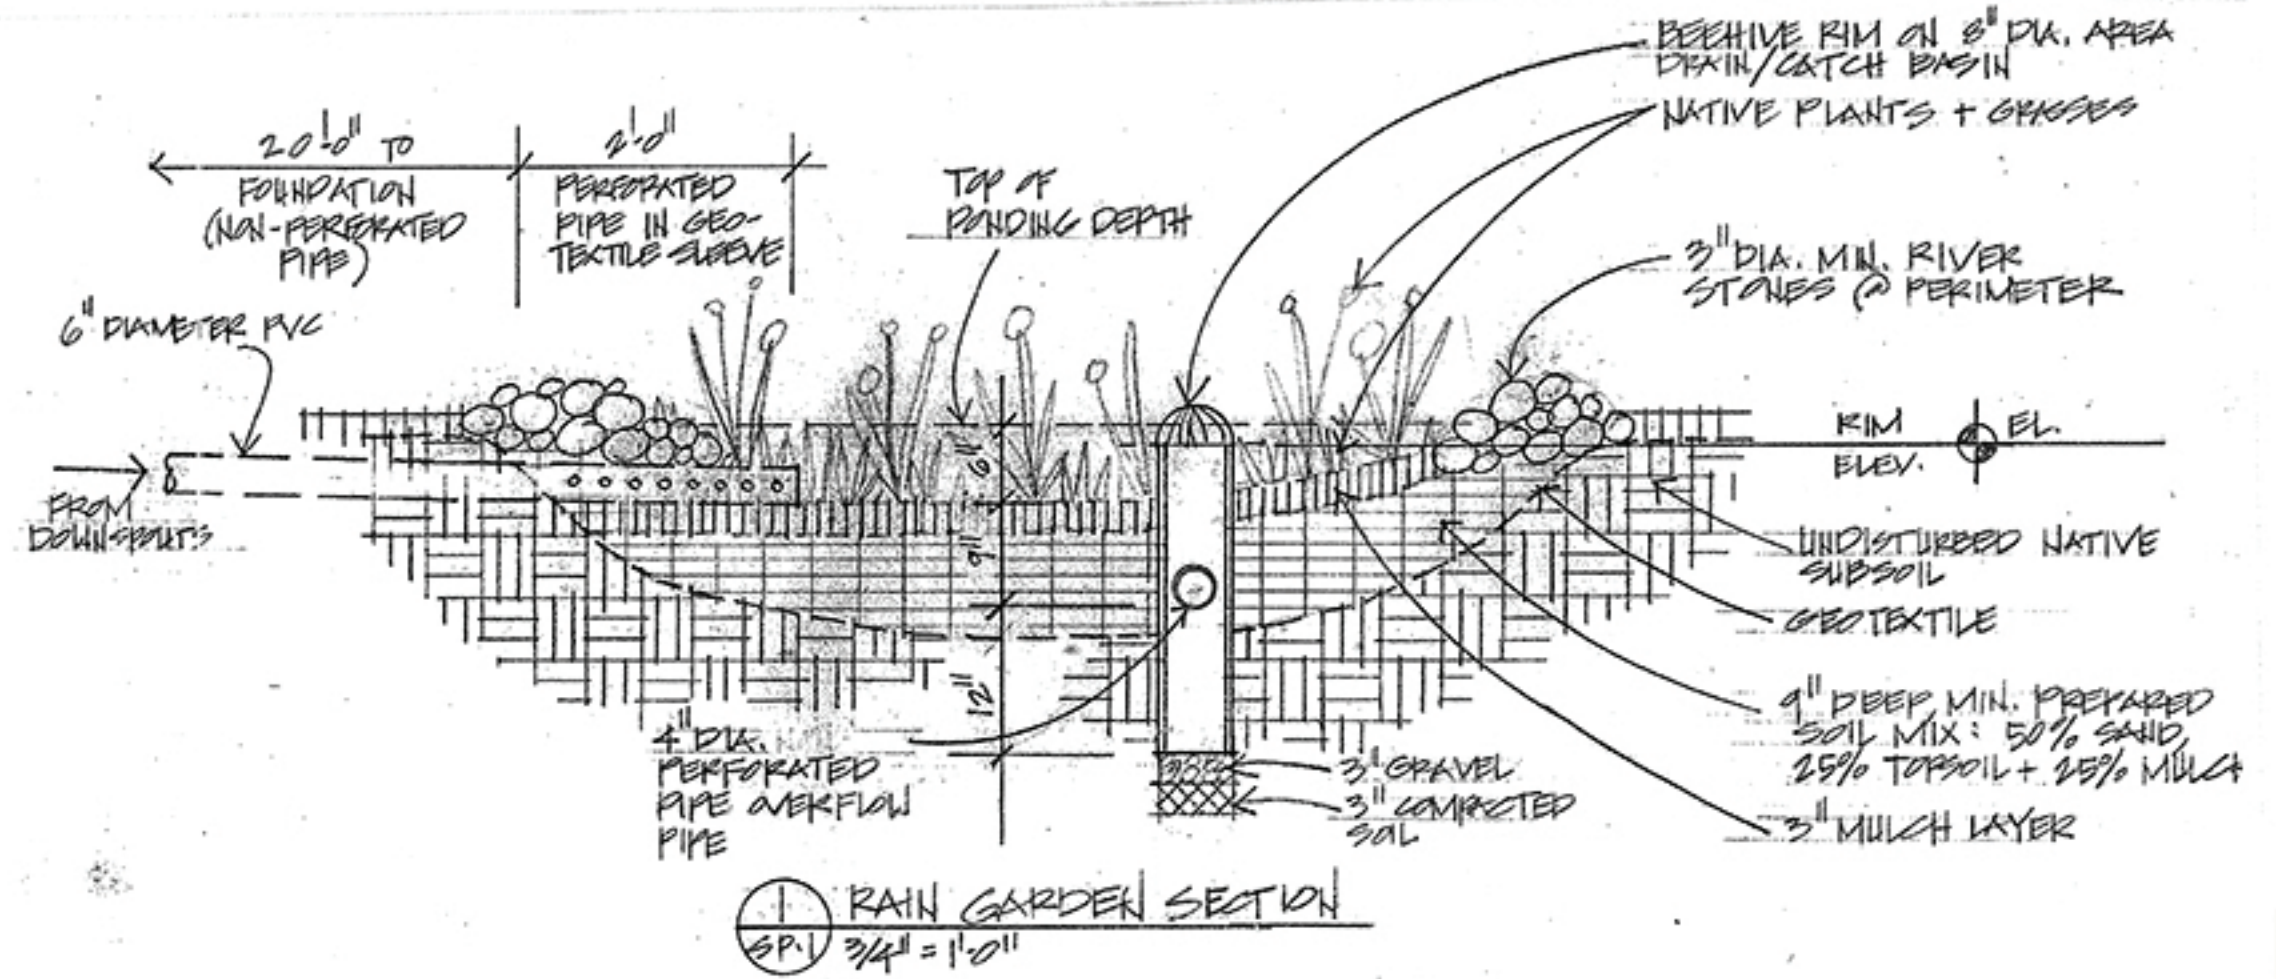 BEEHIVE RIM ON 8" DIA. AREA
DRAIN/CATCH BASIN
NATIVE PLANTS + GRASSES
20'-0" TO
FOUNDATION
(NON-PERFORATED
PIPE)
2'-0"
PERFORATED
PIPE IN GEO-
TEXTILE SLEEVE
TOP OF
PONDING DEPTH
3" DIA. MIN. RIVER
STONES @ PERIMETER
6" DIAMETER PVC
RIM
ELEV.
EL.
6"
FROM
DOWNSPOUTS
9"
UNDISTURBED NATIVE
SUBSOIL
GEOTEXTILE
12"
9" DEEP MIN. PREPARED
SOIL MIX: 50% SAND,
25% TOPSOIL + 25% MULCH
4" DIA.
PERFORATED
PIPE OVERFLOW
PIPE
3" GRAVEL
3" COMPACTED
SOIL
3" MULCH LAYER
1
SP.1
RAIN GARDEN SECTION
3/4" = 1'-0"